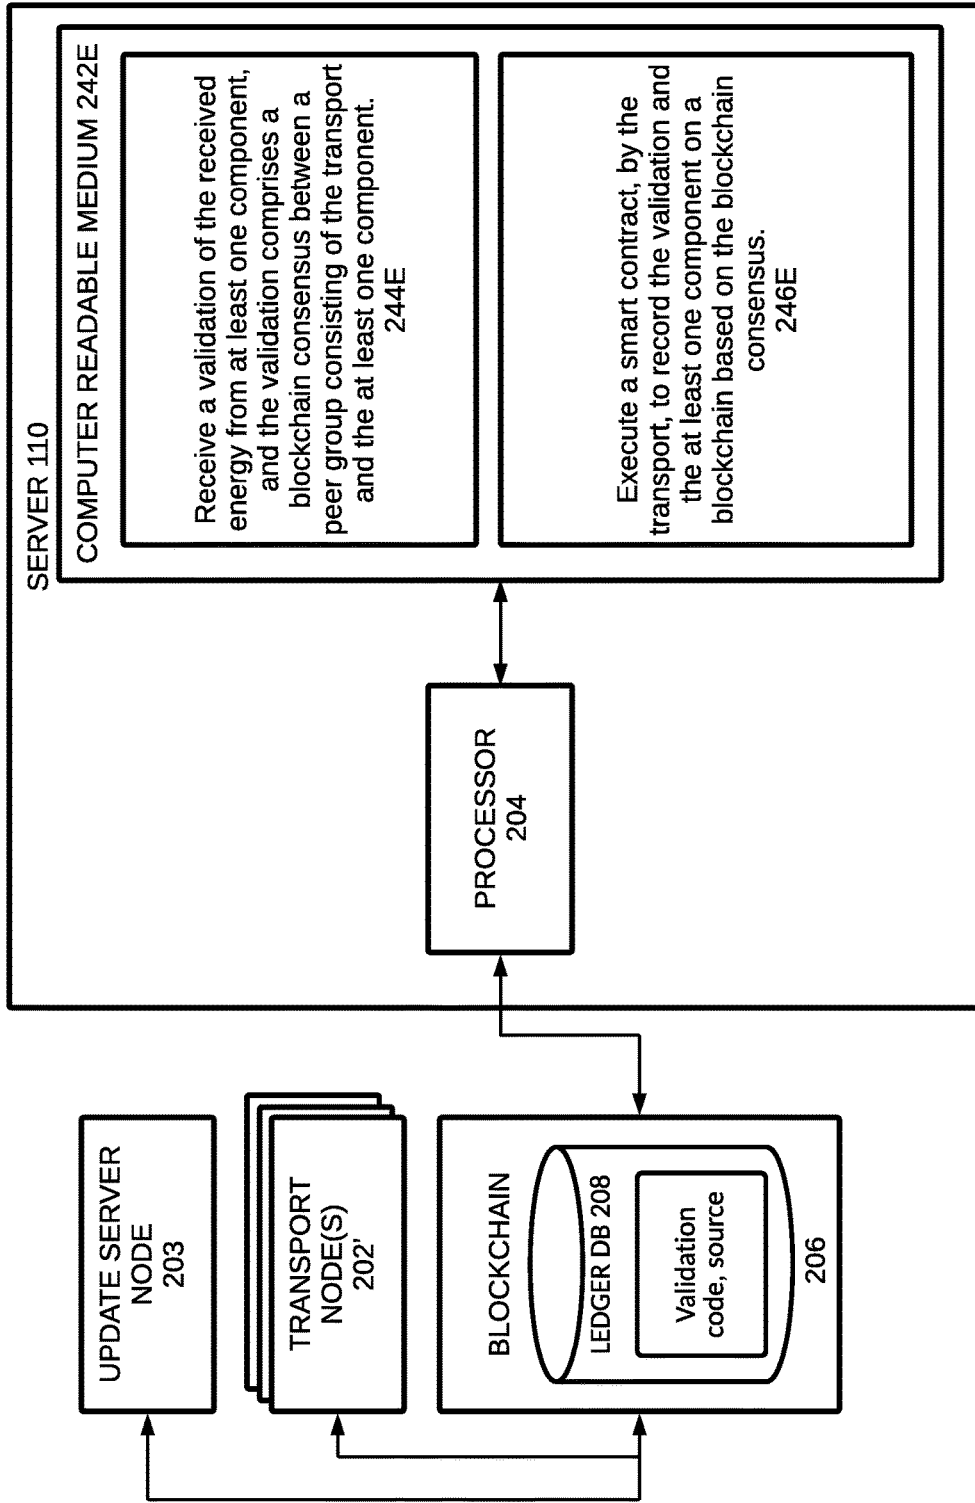 SERVER 110
COMPUTER READABLE MEDIUM 242E
Receive a validation of the received
energy from at least one component,
and the validation comprises a
blockchain consensus between a
peer group consisting of the transport
and the at least one component.
244E
Execute a smart contract, by the
transport, to record the validation and
the at least one component on a
blockchain based on the blockchain
consensus.
246E
PROCESSOR
204
UPDATE SERVER
NODE
203
TRANSPORT
NODE(S)
202'
BLOCKCHAIN
LEDGER DB 208
Validation
code, source
206